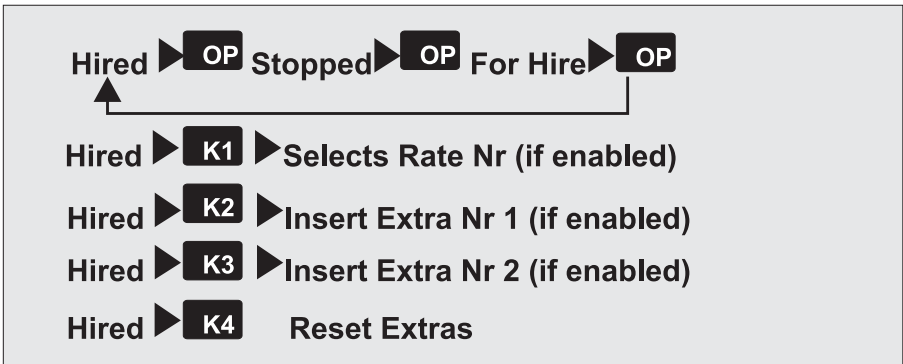 Hired OP Stopped OP For Hire OP
Hired K1 Selects Rate Nr (if enabled)
Hired K2 Insert Extra Nr 1 (if enabled)
Hired K3 Insert Extra Nr 2 (if enabled)
Hired K4 Reset Extras